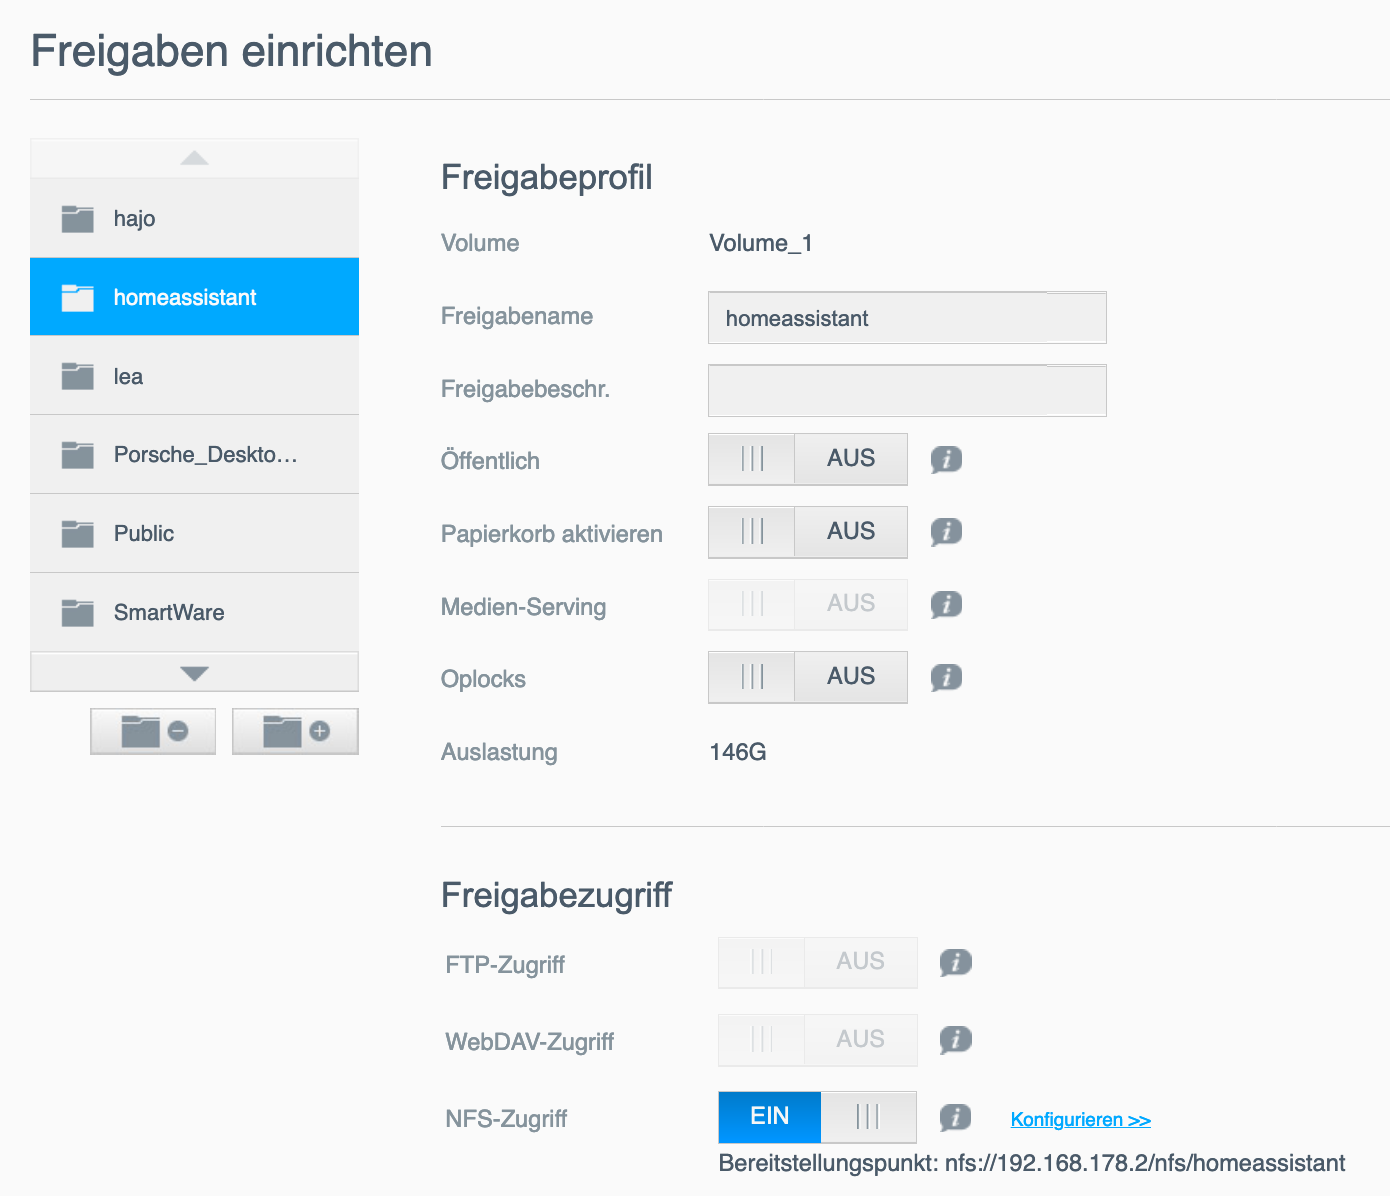 Freigaben einrichten
hajo
homeassistant
lea
Porsche_Deskto...
Public
SmartWare
Freigabeprofil
Volume Volume_1
Freigabename homeassistant
Freigabebeschr.
Öffentlich AUS
Papierkorb aktivieren AUS
Medien-Serving AUS
Oplocks AUS
Auslastung 146G
Freigabezugriff
FTP-Zugriff AUS
WebDAV-Zugriff AUS
NFS-Zugriff EIN Konfigurieren >>
Bereitstellungspunkt: nfs://192.168.178.2/nfs/homeassistant